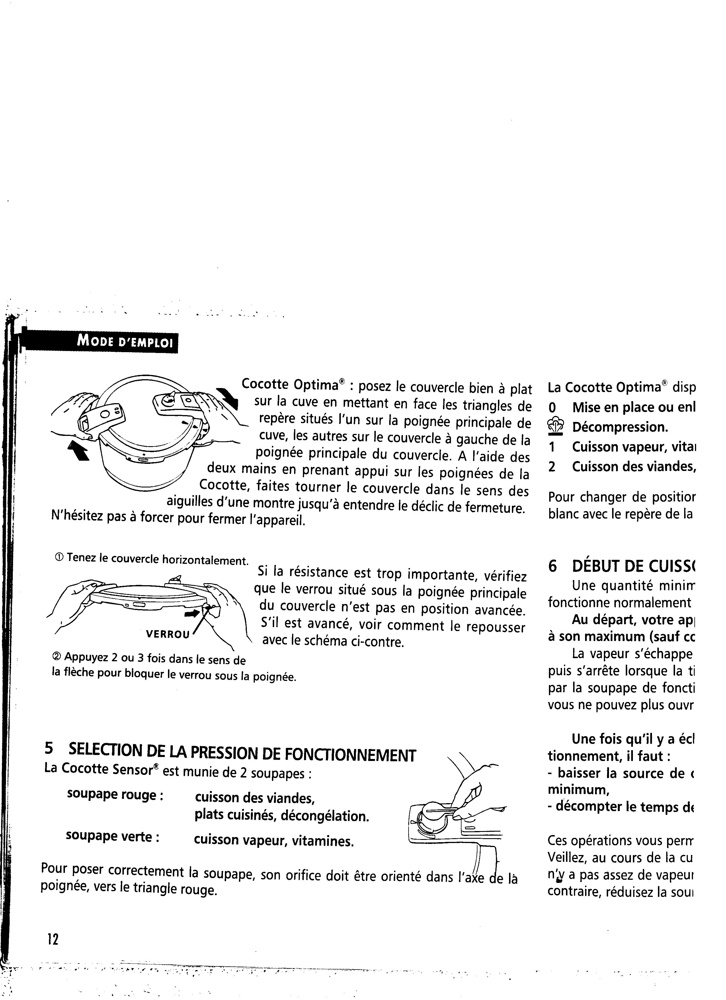 MODE D'EMPLOI
Cocotte Optima® : posez le couvercle bien à plat
sur la cuve en mettant en face les triangles de
repère situés l'un sur la poignée principale de
cuve, les autres sur le couvercle à gauche de la
poignée principale du couvercle. A l'aide des
deux mains en prenant appui sur les poignées de la
Cocotte, faites tourner le couvercle dans le sens des
aiguilles d'une montre jusqu'à entendre le déclic de fermeture.
N'hésitez pas à forcer pour fermer l'appareil.
① Tenez le couvercle horizontalement.
Si la résistance est trop importante, vérifiez
que le verrou situé sous la poignée principale
du couvercle n'est pas en position avancée.
S'il est avancé, voir comment le repousser
avec le schéma ci-contre.
VERROU
② Appuyez 2 ou 3 fois dans le sens de
la flèche pour bloquer le verrou sous la poignée.
5 SELECTION DE LA PRESSION DE FONCTIONNEMENT
La Cocotte Sensor® est munie de 2 soupapes :
soupape rouge : cuisson des viandes,
plats cuisinés, décongélation.
soupape verte : cuisson vapeur, vitamines.
Pour poser correctement la soupape, son orifice doit être orienté dans l'axe de la
poignée, vers le triangle rouge.
12
La Cocotte Optima® disp
0 Mise en place ou enl
Décompression.
1 Cuisson vapeur, vita
2 Cuisson des viandes,
Pour changer de position
blanc avec le repère de la
6 DÉBUT DE CUISS
Une quantité minim
fonctionne normalement
Au départ, votre app
à son maximum (sauf
La vapeur s'échappe
puis s'arrête lorsque la ti
par la soupape de foncti
vous ne pouvez plus ouvr
Une fois qu'il y a éc
tionnement, il faut :
- baisser la source de
minimum,
- décompter le temps de
Ces opérations vous perm
Veillez, au cours de la cu
n'y a pas assez de vapeur
contraire, réduisez la sour